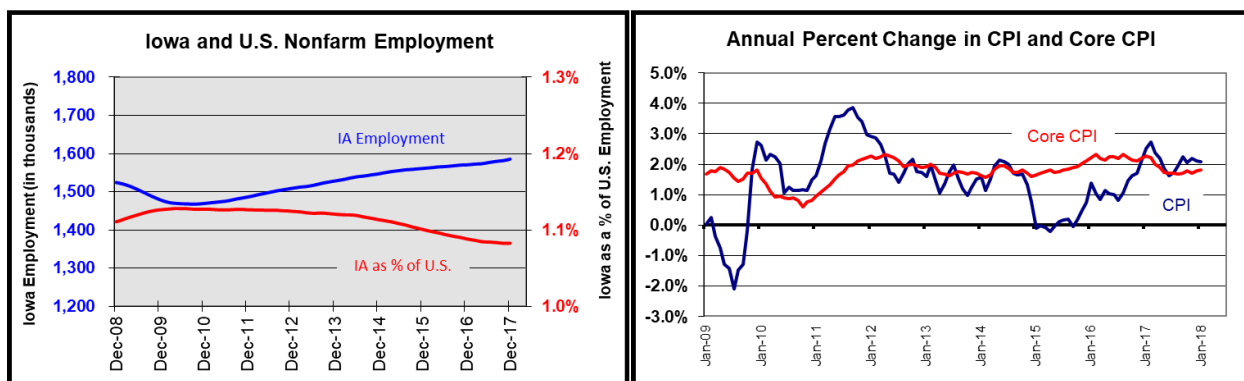 Iowa and U.S. Nonfarm Employment
Iowa Employment (in thousands)
1,800
1,700
1,600
1,500
1,400
1,300
1,200
IA Employment
IA as % of U.S.
1.3%
1.2%
1.1%
1.0%
Iowa as a % of U.S. Employment
Dec-08
Dec-09
Dec-10
Dec-11
Dec-12
Dec-13
Dec-14
Dec-15
Dec-16
Dec-17
Annual Percent Change in CPI and Core CPI
5.0%
4.0%
3.0%
2.0%
1.0%
0.0%
-1.0%
-2.0%
-3.0%
Core CPI
CPI
Jan-09
Jan-10
Jan-11
Jan-12
Jan-13
Jan-14
Jan-15
Jan-16
Jan-17
Jan-18